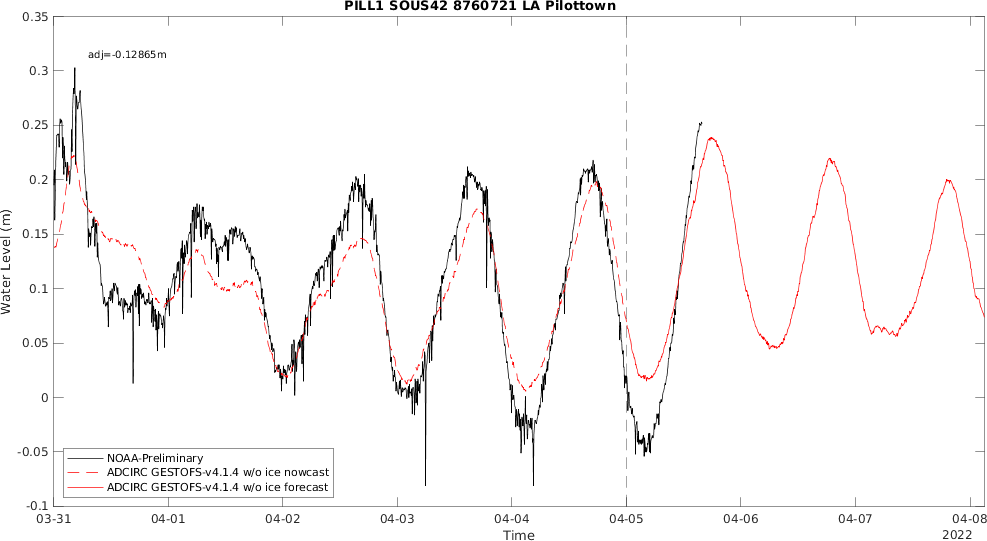 PILL1 SOUS42 8760721 LA Pilottown
adj=-0.12865m
0.35
0.3
0.25
0.2
0.15
0.1
0.05
0
-0.05
-0.1
Water Level (m)
NOAA-Preliminary
ADCIRC GESTOFS-v4.1.4 w/o ice nowcast
ADCIRC GESTOFS-v4.1.4 w/o ice forecast
03-31 04-01 04-02 04-03 04-04 04-05 04-06 04-07 04-08
Time
2022